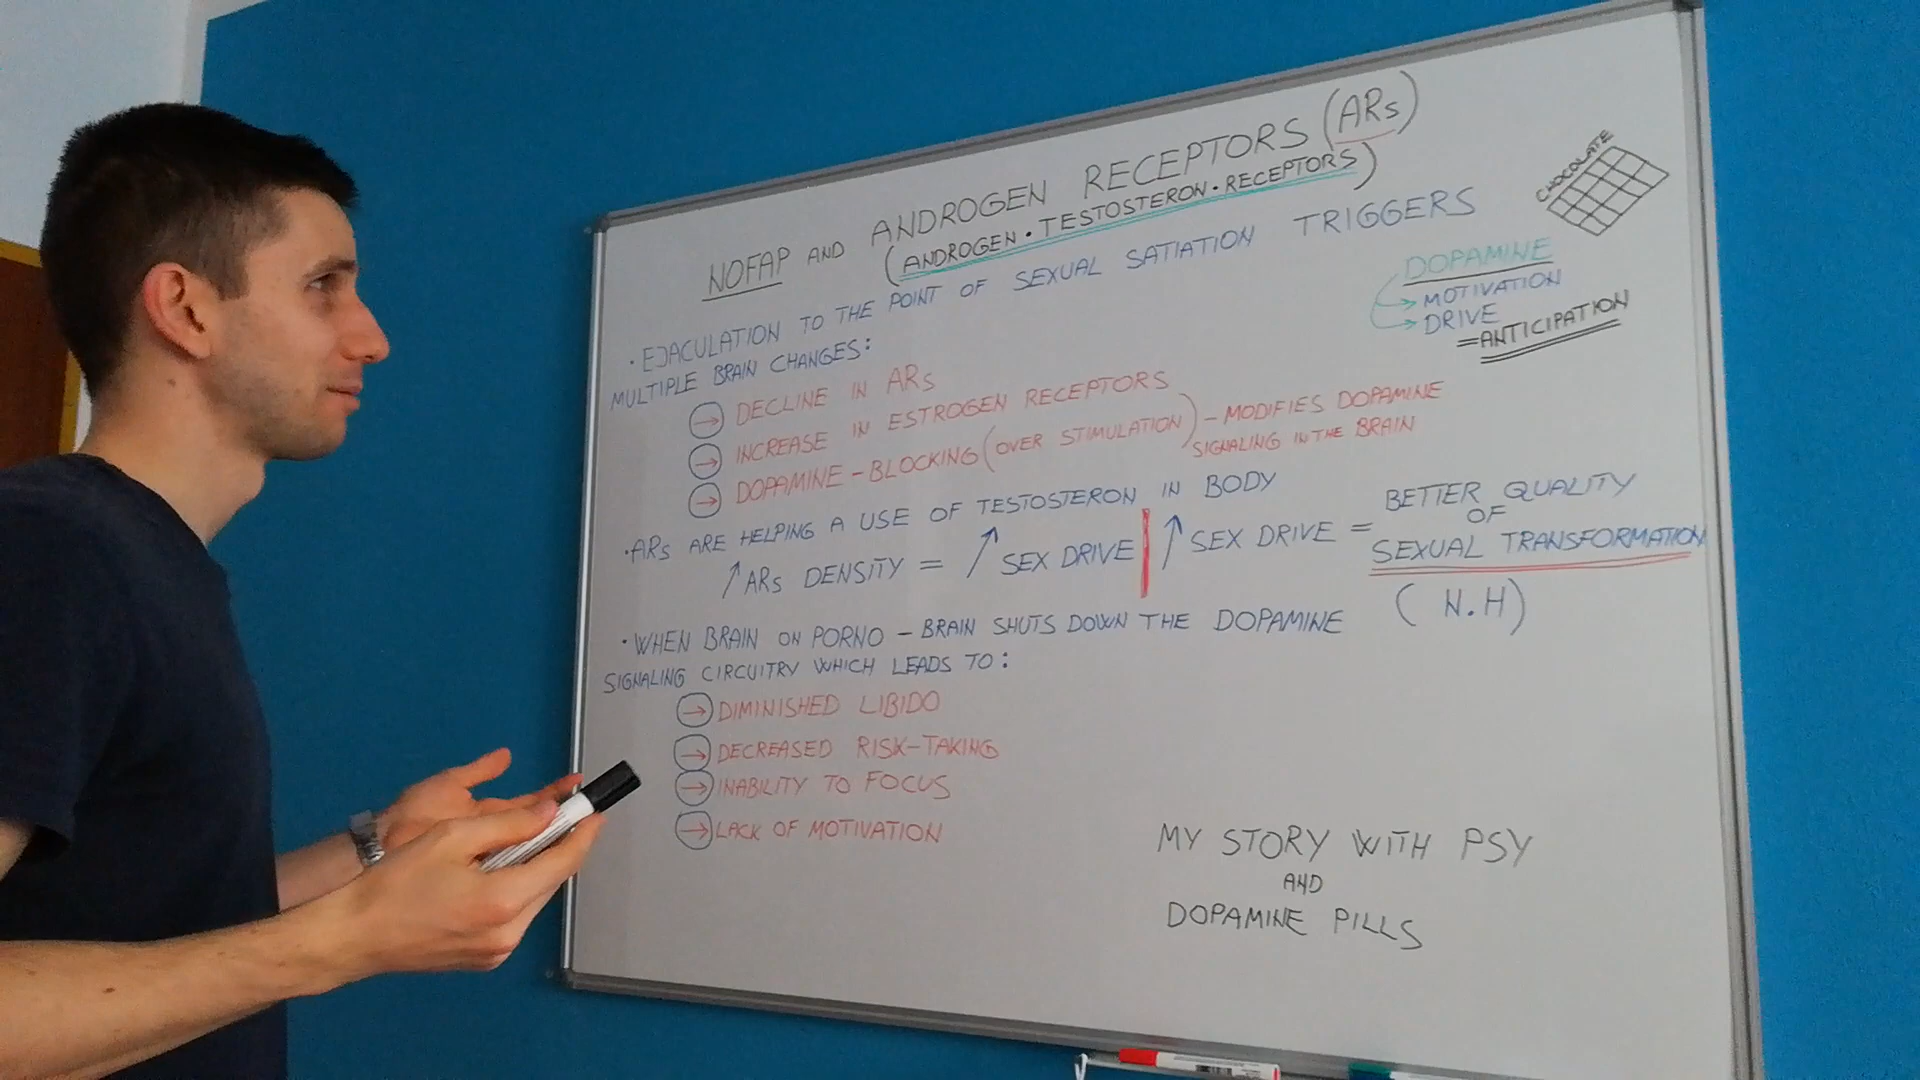 NOFAP AND ANDROGEN RECEPTORS (ARs)
(ANDROGEN · TESTOSTERON · RECEPTORS)
· EJACULATION TO THE POINT OF SEXUAL SATIATION TRIGGERS
MULTIPLE BRAIN CHANGES:
→ DECLINE IN ARs
→ INCREASE IN ESTROGEN RECEPTORS
→ DOPAMINE - BLOCKING (OVER STIMULATION) - MODIFIES DOPAMINE
SIGNALING IN THE BRAIN
CHOCOLATE
DOPAMINE
→ MOTIVATION
→ DRIVE
= ANTICIPATION
· ARs ARE HELPING A USE OF TESTOSTERON IN BODY
↑ ARs DENSITY = ↑ SEX DRIVE | ↑ SEX DRIVE =
BETTER QUALITY
OF
SEXUAL TRANSFORMATION
(N.H)
· WHEN BRAIN ON PORNO - BRAIN SHUTS DOWN THE DOPAMINE
SIGNALING CIRCUITRY WHICH LEADS TO:
→ DIMINISHED LIBIDO
→ DECREASED RISK-TAKING
→ INABILITY TO FOCUS
→ LACK OF MOTIVATION
MY STORY WITH PSY
AND
DOPAMINE PILLS